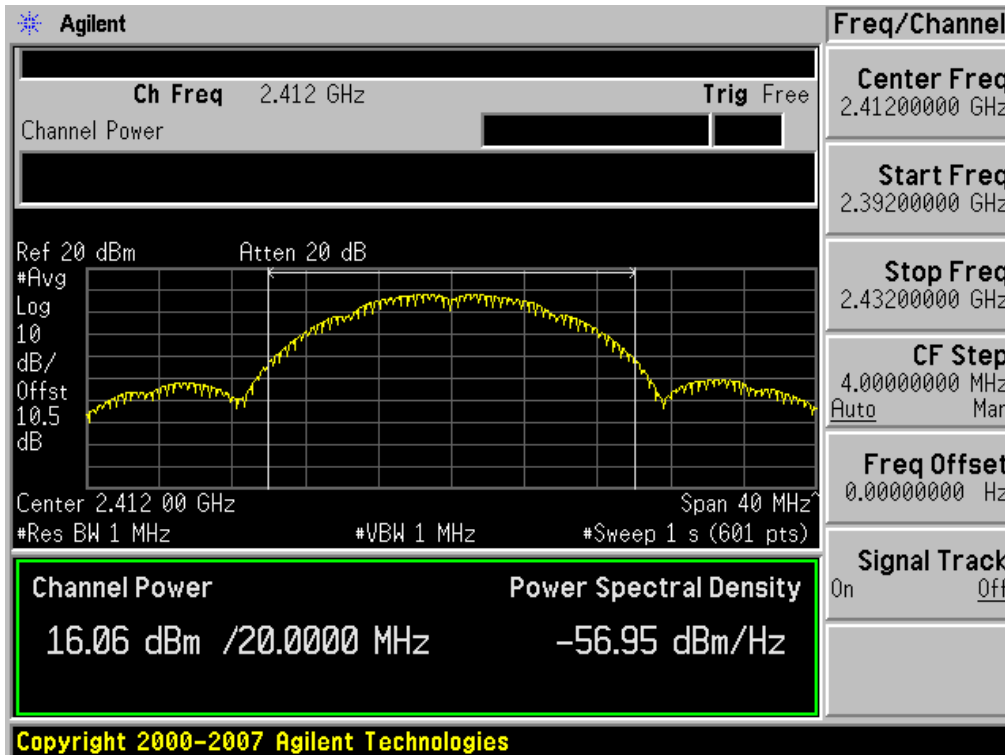 Agilent
Freq/Channel
Ch Freq 2.412 GHz Trig Free
Channel Power
Center Freq
2.41200000 GHz
Start Freq
2.39200000 GHz
Stop Freq
2.43200000 GHz
CF Step
4.00000000 MHz
Auto Man
Freq Offset
0.00000000 Hz
Signal Track
On Off
Ref 20 dBm Atten 20 dB
#Avg
Log
10
dB/
Offst
10.5
dB
Center 2.412 00 GHz Span 40 MHz^
#Res BW 1 MHz #VBW 1 MHz #Sweep 1 s (601 pts)
Channel Power Power Spectral Density
16.06 dBm /20.0000 MHz -56.95 dBm/Hz
Copyright 2000-2007 Agilent Technologies